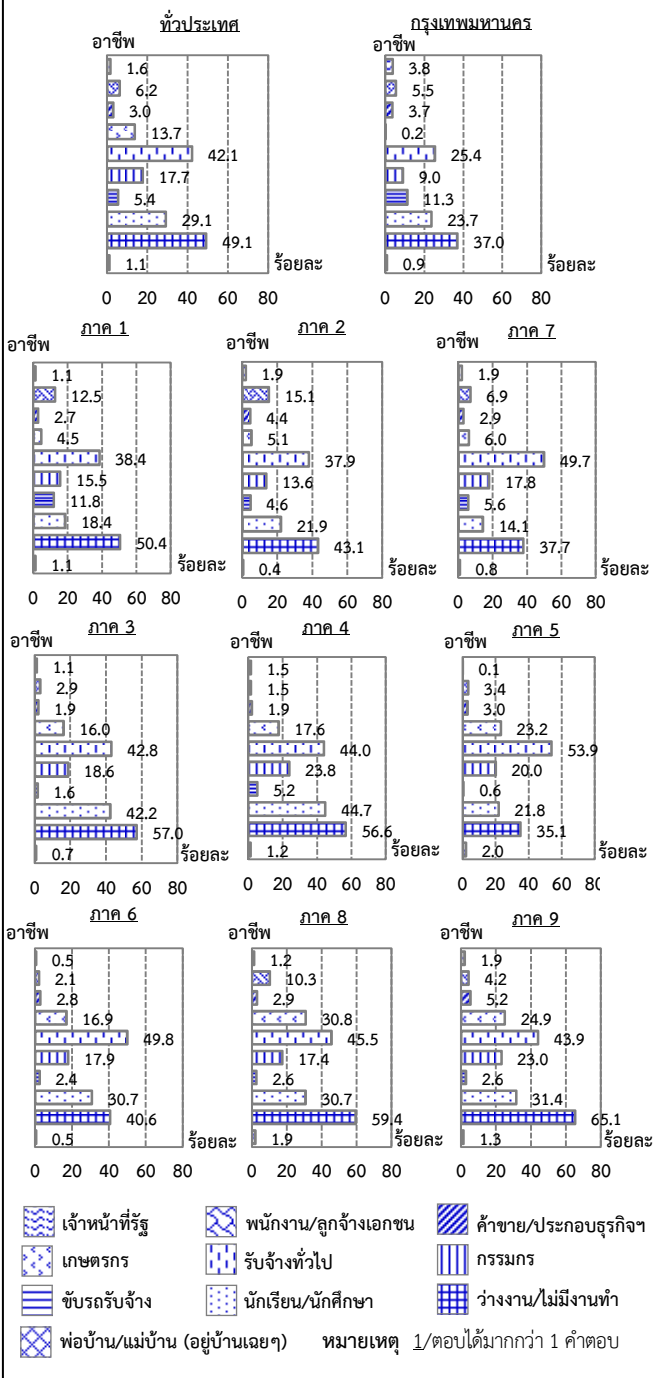 ทั่วประเทศ
อาชีพ
1.6
6.2
3.0
13.7
42.1
17.7
5.4
29.1
49.1
1.1
ร้อยละ
0 20 40 60 80
กรุงเทพมหานคร
อาชีพ
3.8
5.5
3.7
0.2
25.4
9.0
11.3
23.7
37.0
0.9
ร้อยละ
0 20 40 60 80
ภาค 1
อาชีพ
1.1
12.5
2.7
4.5
38.4
15.5
11.8
18.4
50.4
1.1
ร้อยละ
0 20 40 60 80
ภาค 2
อาชีพ
1.9
15.1
4.4
5.1
37.9
13.6
4.6
21.9
43.1
0.4
ร้อยละ
0 20 40 60 80
ภาค 7
อาชีพ
1.9
6.9
2.9
6.0
49.7
17.8
5.6
14.1
37.7
0.8
ร้อยละ
0 20 40 60 80
ภาค 3
อาชีพ
1.1
2.9
1.9
16.0
42.8
18.6
1.6
42.2
57.0
0.7
ร้อยละ
0 20 40 60 80
ภาค 4
อาชีพ
1.5
1.5
1.9
17.6
44.0
23.8
5.2
44.7
56.6
1.2
ร้อยละ
0 20 40 60 80
ภาค 5
อาชีพ
0.1
3.4
3.0
23.2
53.9
20.0
0.6
21.8
35.1
2.0
ร้อยละ
0 20 40 60 80
ภาค 6
อาชีพ
0.5
2.1
2.8
16.9
49.8
17.9
2.4
30.7
40.6
0.5
ร้อยละ
0 20 40 60 80
ภาค 8
อาชีพ
1.2
10.3
2.9
30.8
45.5
17.4
2.6
30.7
59.4
1.9
ร้อยละ
0 20 40 60 80
ภาค 9
อาชีพ
1.9
4.2
5.2
24.9
43.9
23.0
2.6
31.4
65.1
1.3
ร้อยละ
0 20 40 60 80
เจ้าหน้าที่รัฐ พนักงาน/ลูกจ้างเอกชน ค้าขาย/ประกอบธุรกิจฯ
เกษตรกร รับจ้างทั่วไป กรรมกร
ขับรถรับจ้าง นักเรียน/นักศึกษา ว่างงาน/ไม่มีงานทำ
พ่อบ้าน/แม่บ้าน (อยู่บ้านเฉยๆ) หมายเหตุ 1/ตอบได้มากกว่า 1 คำตอบ